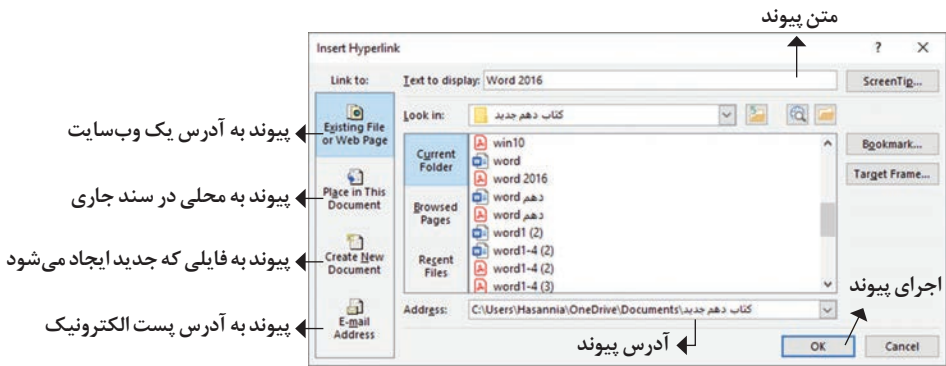 متن پیوند
Insert Hyperlink ? X
Link to:
Text to display: Word 2016
ScreenTip...
پیوند به آدرس یک وب‌سایت
Existing File
or Web Page
Look in: کتاب دهم جدید
Current
Folder
Browsed
Pages
Recent
Files
win10
word
word 2016
word دهم
word دهم
word1 (2)
word1-4 (2)
word1-4 (2)
word1-4 (3)
Bookmark...
Target Frame...
پیوند به محلی در سند جاری
Place in This
Document
پیوند به فایلی که جدید ایجاد می‌شود
Create New
Document
پیوند به آدرس پست الکترونیک
E-mail
Address
Address: C:\Users\Hasannia\OneDrive\Documents\کتاب دهم جدید
اجرای پیوند
آدرس پیوند
OK
Cancel